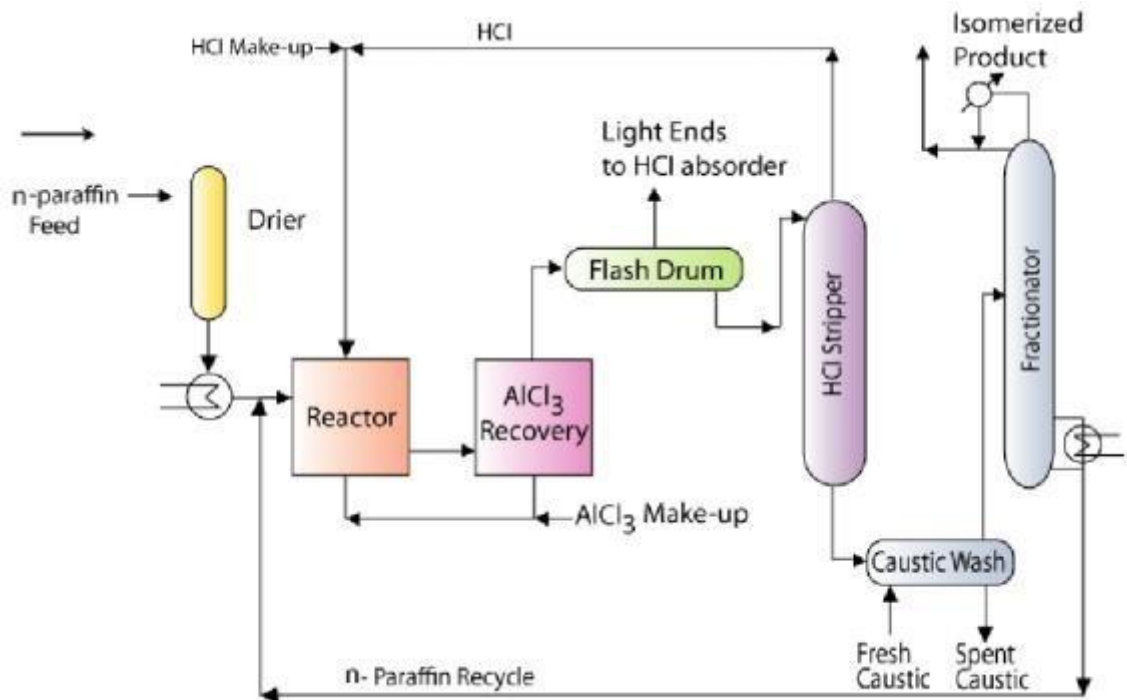 HCl Make-up
HCl
Isomerized
Product
Light Ends
to HCl absorder
n-paraffin
Feed
Drier
Flash Drum
HCl Stripper
Fractionator
Reactor
AlCl3
Recovery
AlCl3 Make-up
Caustic Wash
Fresh
Caustic
Spent
Caustic
n- Paraffin Recycle